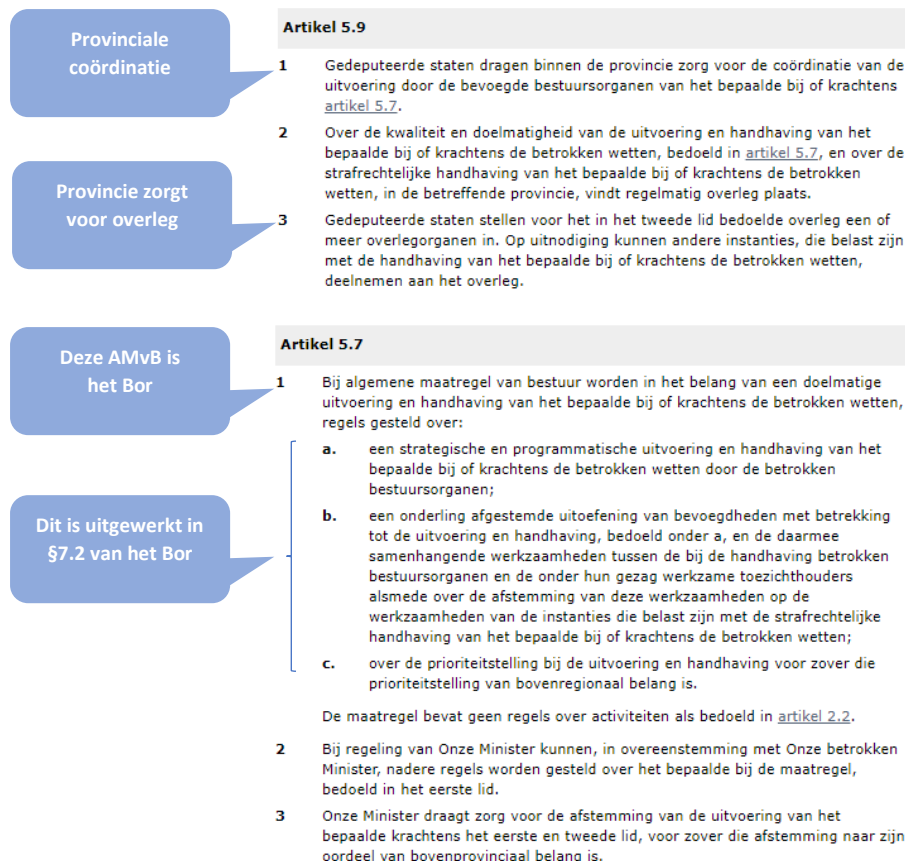 Provinciale
coördinatie
Artikel 5.9
1 Gedeputeerde staten dragen binnen de provincie zorg voor de coördinatie van de
uitvoering door de bevoegde bestuursorganen van het bepaalde bij of krachtens
artikel 5.7.
2 Over de kwaliteit en doelmatigheid van de uitvoering en handhaving van het
bepaalde bij of krachtens de betrokken wetten, bedoeld in artikel 5.7, en over de
strafrechtelijke handhaving van het bepaalde bij of krachtens de betrokken
wetten, in de betreffende provincie, vindt regelmatig overleg plaats.
Provincie zorgt
voor overleg
3 Gedeputeerde staten stellen voor het in het tweede lid bedoelde overleg een of
meer overlegorganen in. Op uitnodiging kunnen andere instanties, die belast zijn
met de handhaving van het bepaalde bij of krachtens de betrokken wetten,
deelnemen aan het overleg.
Deze AMvB is
het Bor
Artikel 5.7
1 Bij algemene maatregel van bestuur worden in het belang van een doelmatige
uitvoering en handhaving van het bepaalde bij of krachtens de betrokken wetten,
regels gesteld over:
a. een strategische en programmatische uitvoering en handhaving van het
bepaalde bij of krachtens de betrokken wetten door de betrokken
bestuursorganen;
Dit is uitgewerkt in
§7.2 van het Bor
b. een onderling afgestemde uitoefening van bevoegdheden met betrekking
tot de uitvoering en handhaving, bedoeld onder a, en de daarmee
samenhangende werkzaamheden tussen de bij de handhaving betrokken
bestuursorganen en de onder hun gezag werkzame toezichthouders
alsmede over de afstemming van deze werkzaamheden op de
werkzaamheden van de instanties die belast zijn met de strafrechtelijke
handhaving van het bepaalde bij of krachtens de betrokken wetten;
c. over de prioriteitstelling bij de uitvoering en handhaving voor zover die
prioriteitstelling van bovenregionaal belang is.
De maatregel bevat geen regels over activiteiten als bedoeld in artikel 2.2.
2 Bij regeling van Onze Minister kunnen, in overeenstemming met Onze betrokken
Minister, nadere regels worden gesteld over het bepaalde bij de maatregel,
bedoeld in het eerste lid.
3 Onze Minister draagt zorg voor de afstemming van de uitvoering van het
bepaalde krachtens het eerste en tweede lid, voor zover die afstemming naar zijn
oordeel van bovenprovinciaal belang is.